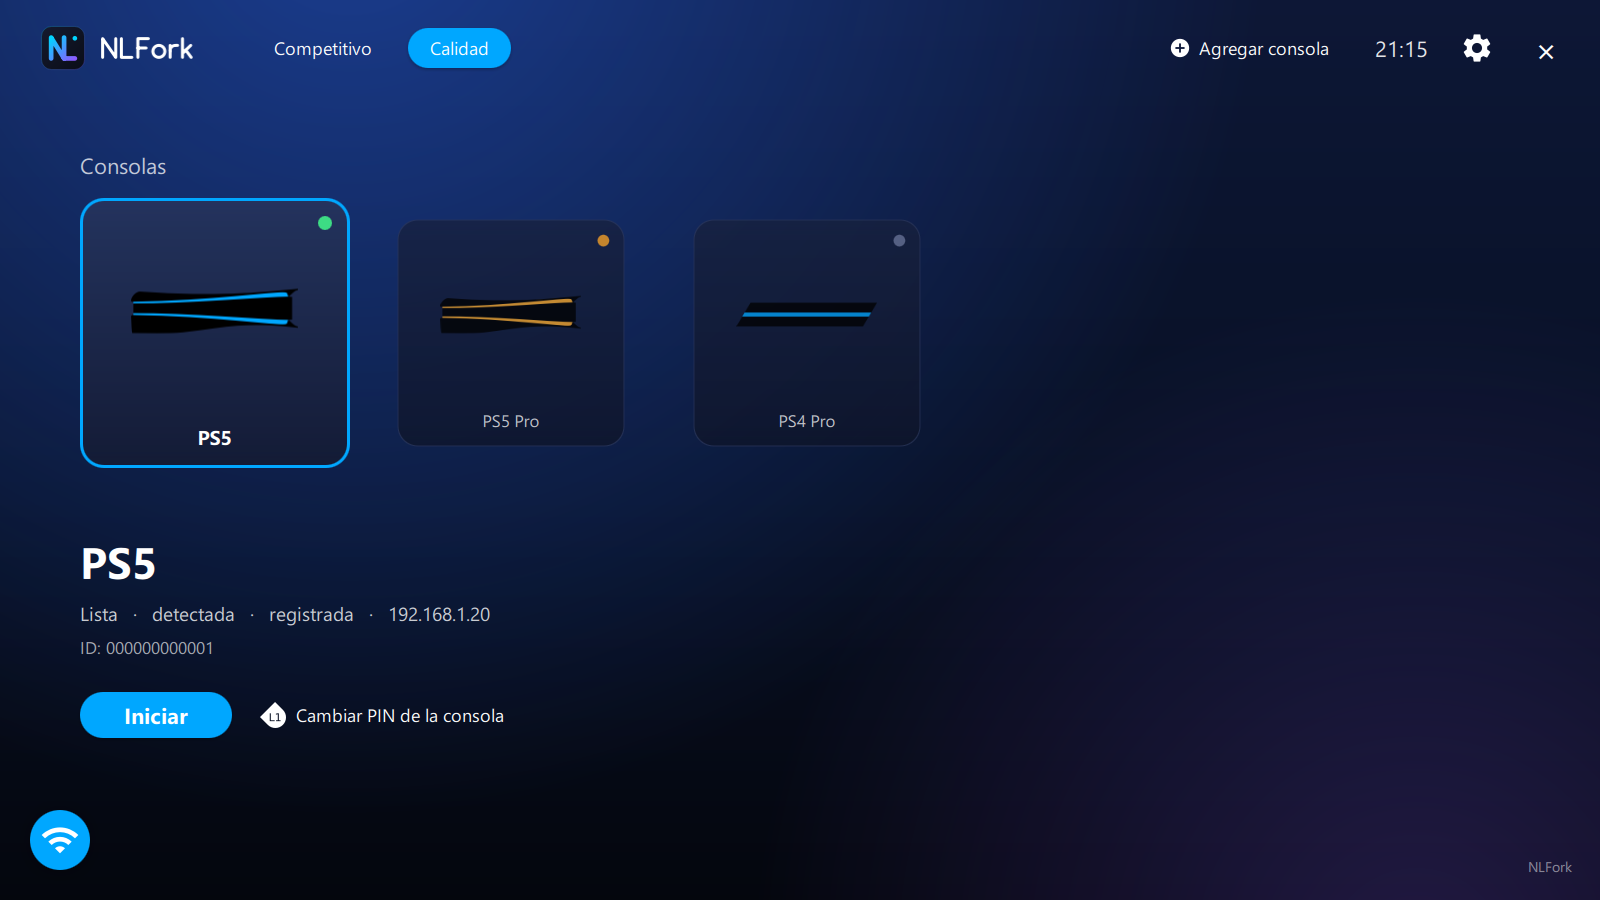 NLFork
Competitivo
Calidad
Agregar consola
21:15
Consolas
PS5
PS5 Pro
PS4 Pro
PS5
Lista · detectada · registrada · 192.168.1.20
ID: 000000000001
Iniciar
L1 Cambiar PIN de la consola
NLFork